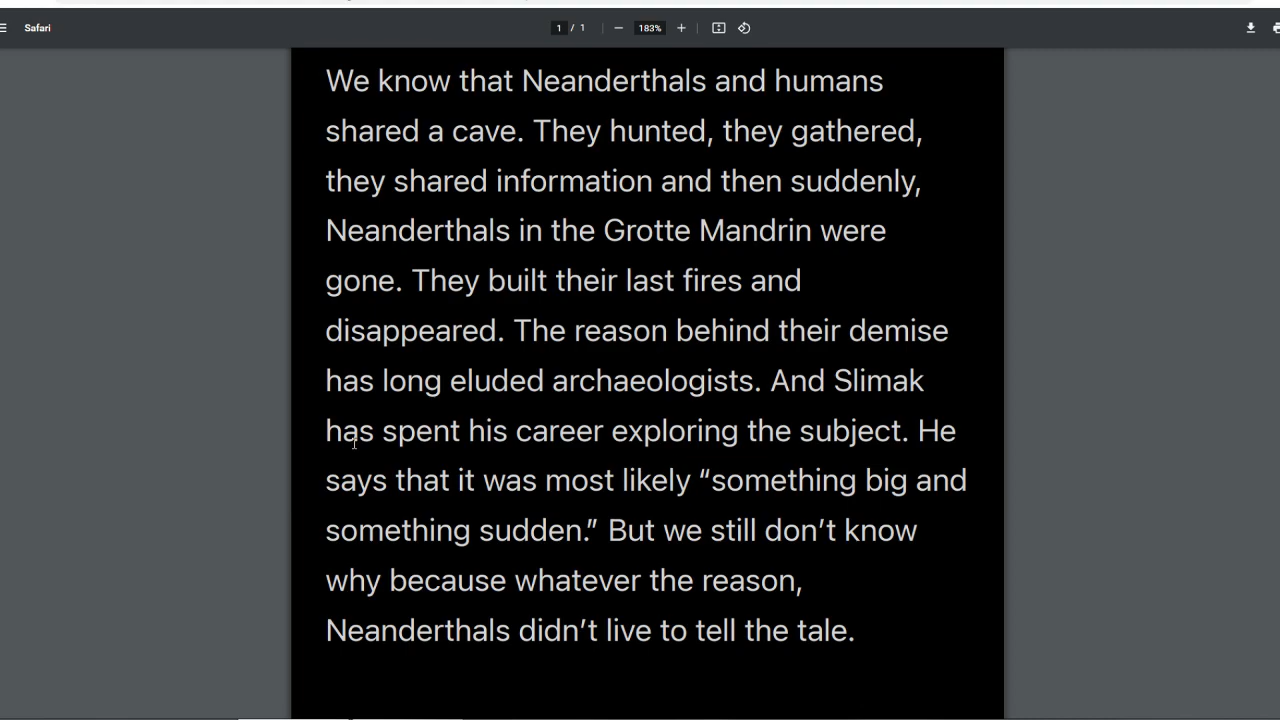 Safari
1 / 1
183%
We know that Neanderthals and humans
shared a cave. They hunted, they gathered,
they shared information and then suddenly,
Neanderthals in the Grotte Mandrin were
gone. They built their last fires and
disappeared. The reason behind their demise
has long eluded archaeologists. And Slimak
has spent his career exploring the subject. He
says that it was most likely “something big and
something sudden.” But we still don’t know
why because whatever the reason,
Neanderthals didn’t live to tell the tale.